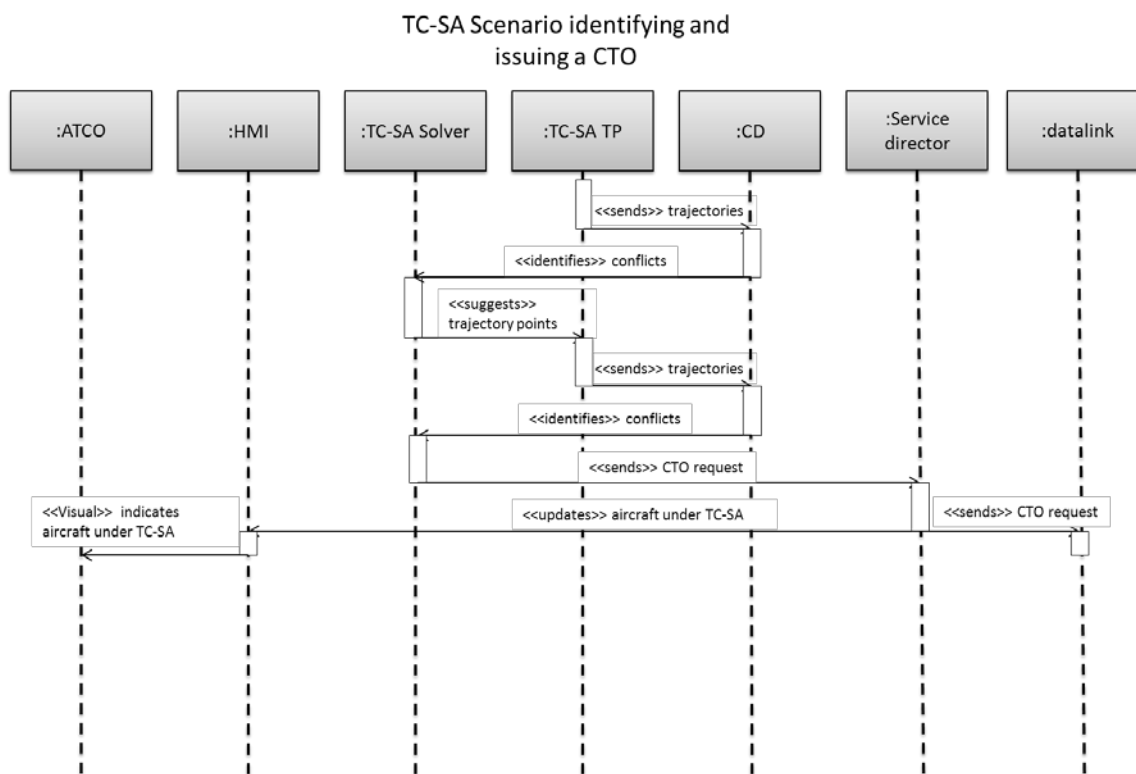 TC-SA Scenario identifying and
issuing a CTO
:ATCO
:HMI
:TC-SA Solver
:TC-SA TP
:CD
:Service
director
:datalink
<<sends>> trajectories
<<identifies>> conflicts
<<suggests>>
trajectory points
<<sends>> trajectories
<<identifies>> conflicts
<<sends>> CTO request
<<Visual>> indicates
aircraft under TC-SA
<<updates>> aircraft under TC-SA
<<sends>> CTO request